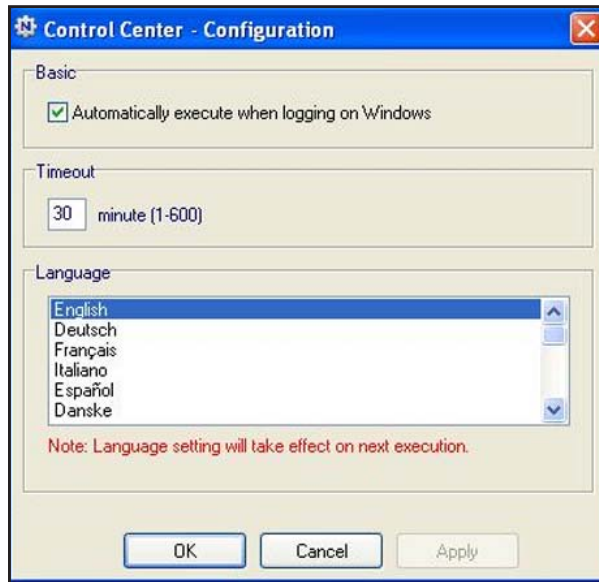 Control Center - Configuration
Basic
Automatically execute when logging on Windows
Timeout
30 minute (1-600)
Language
English
Deutsch
Français
Italiano
Español
Danske
Note: Language setting will take effect on next execution.
OK Cancel Apply